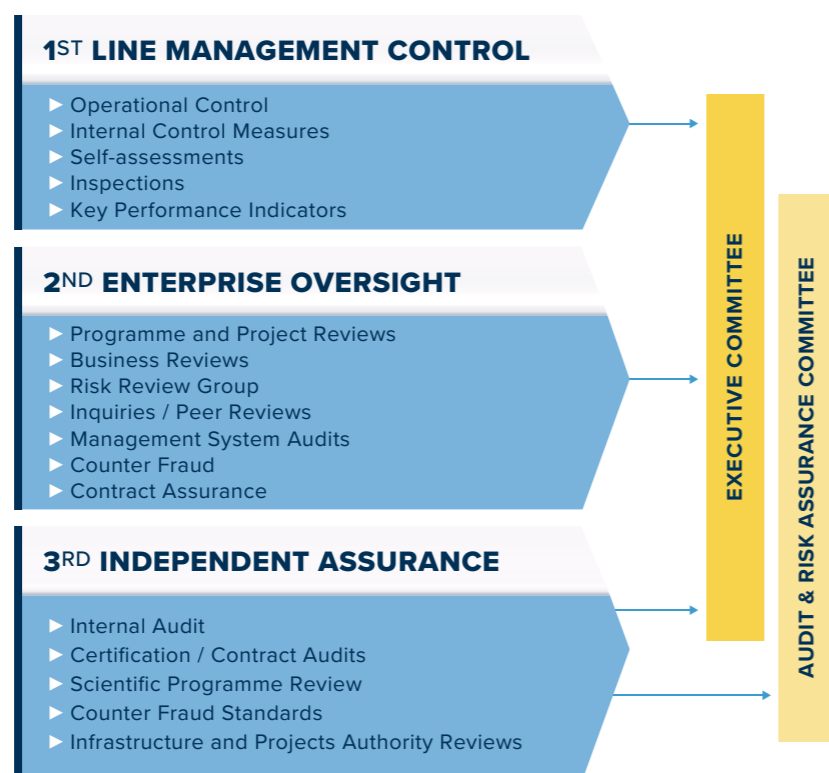 1ST LINE MANAGEMENT CONTROL
Operational Control
Internal Control Measures
Self-assessments
Inspections
Key Performance Indicators
2ND ENTERPRISE OVERSIGHT
Programme and Project Reviews
Business Reviews
Risk Review Group
Inquiries / Peer Reviews
Management System Audits
Counter Fraud
Contract Assurance
3RD INDEPENDENT ASSURANCE
Internal Audit
Certification / Contract Audits
Scientific Programme Review
Counter Fraud Standards
Infrastructure and Projects Authority Reviews
EXECUTIVE COMMITTEE
AUDIT & RISK ASSURANCE COMMITTEE